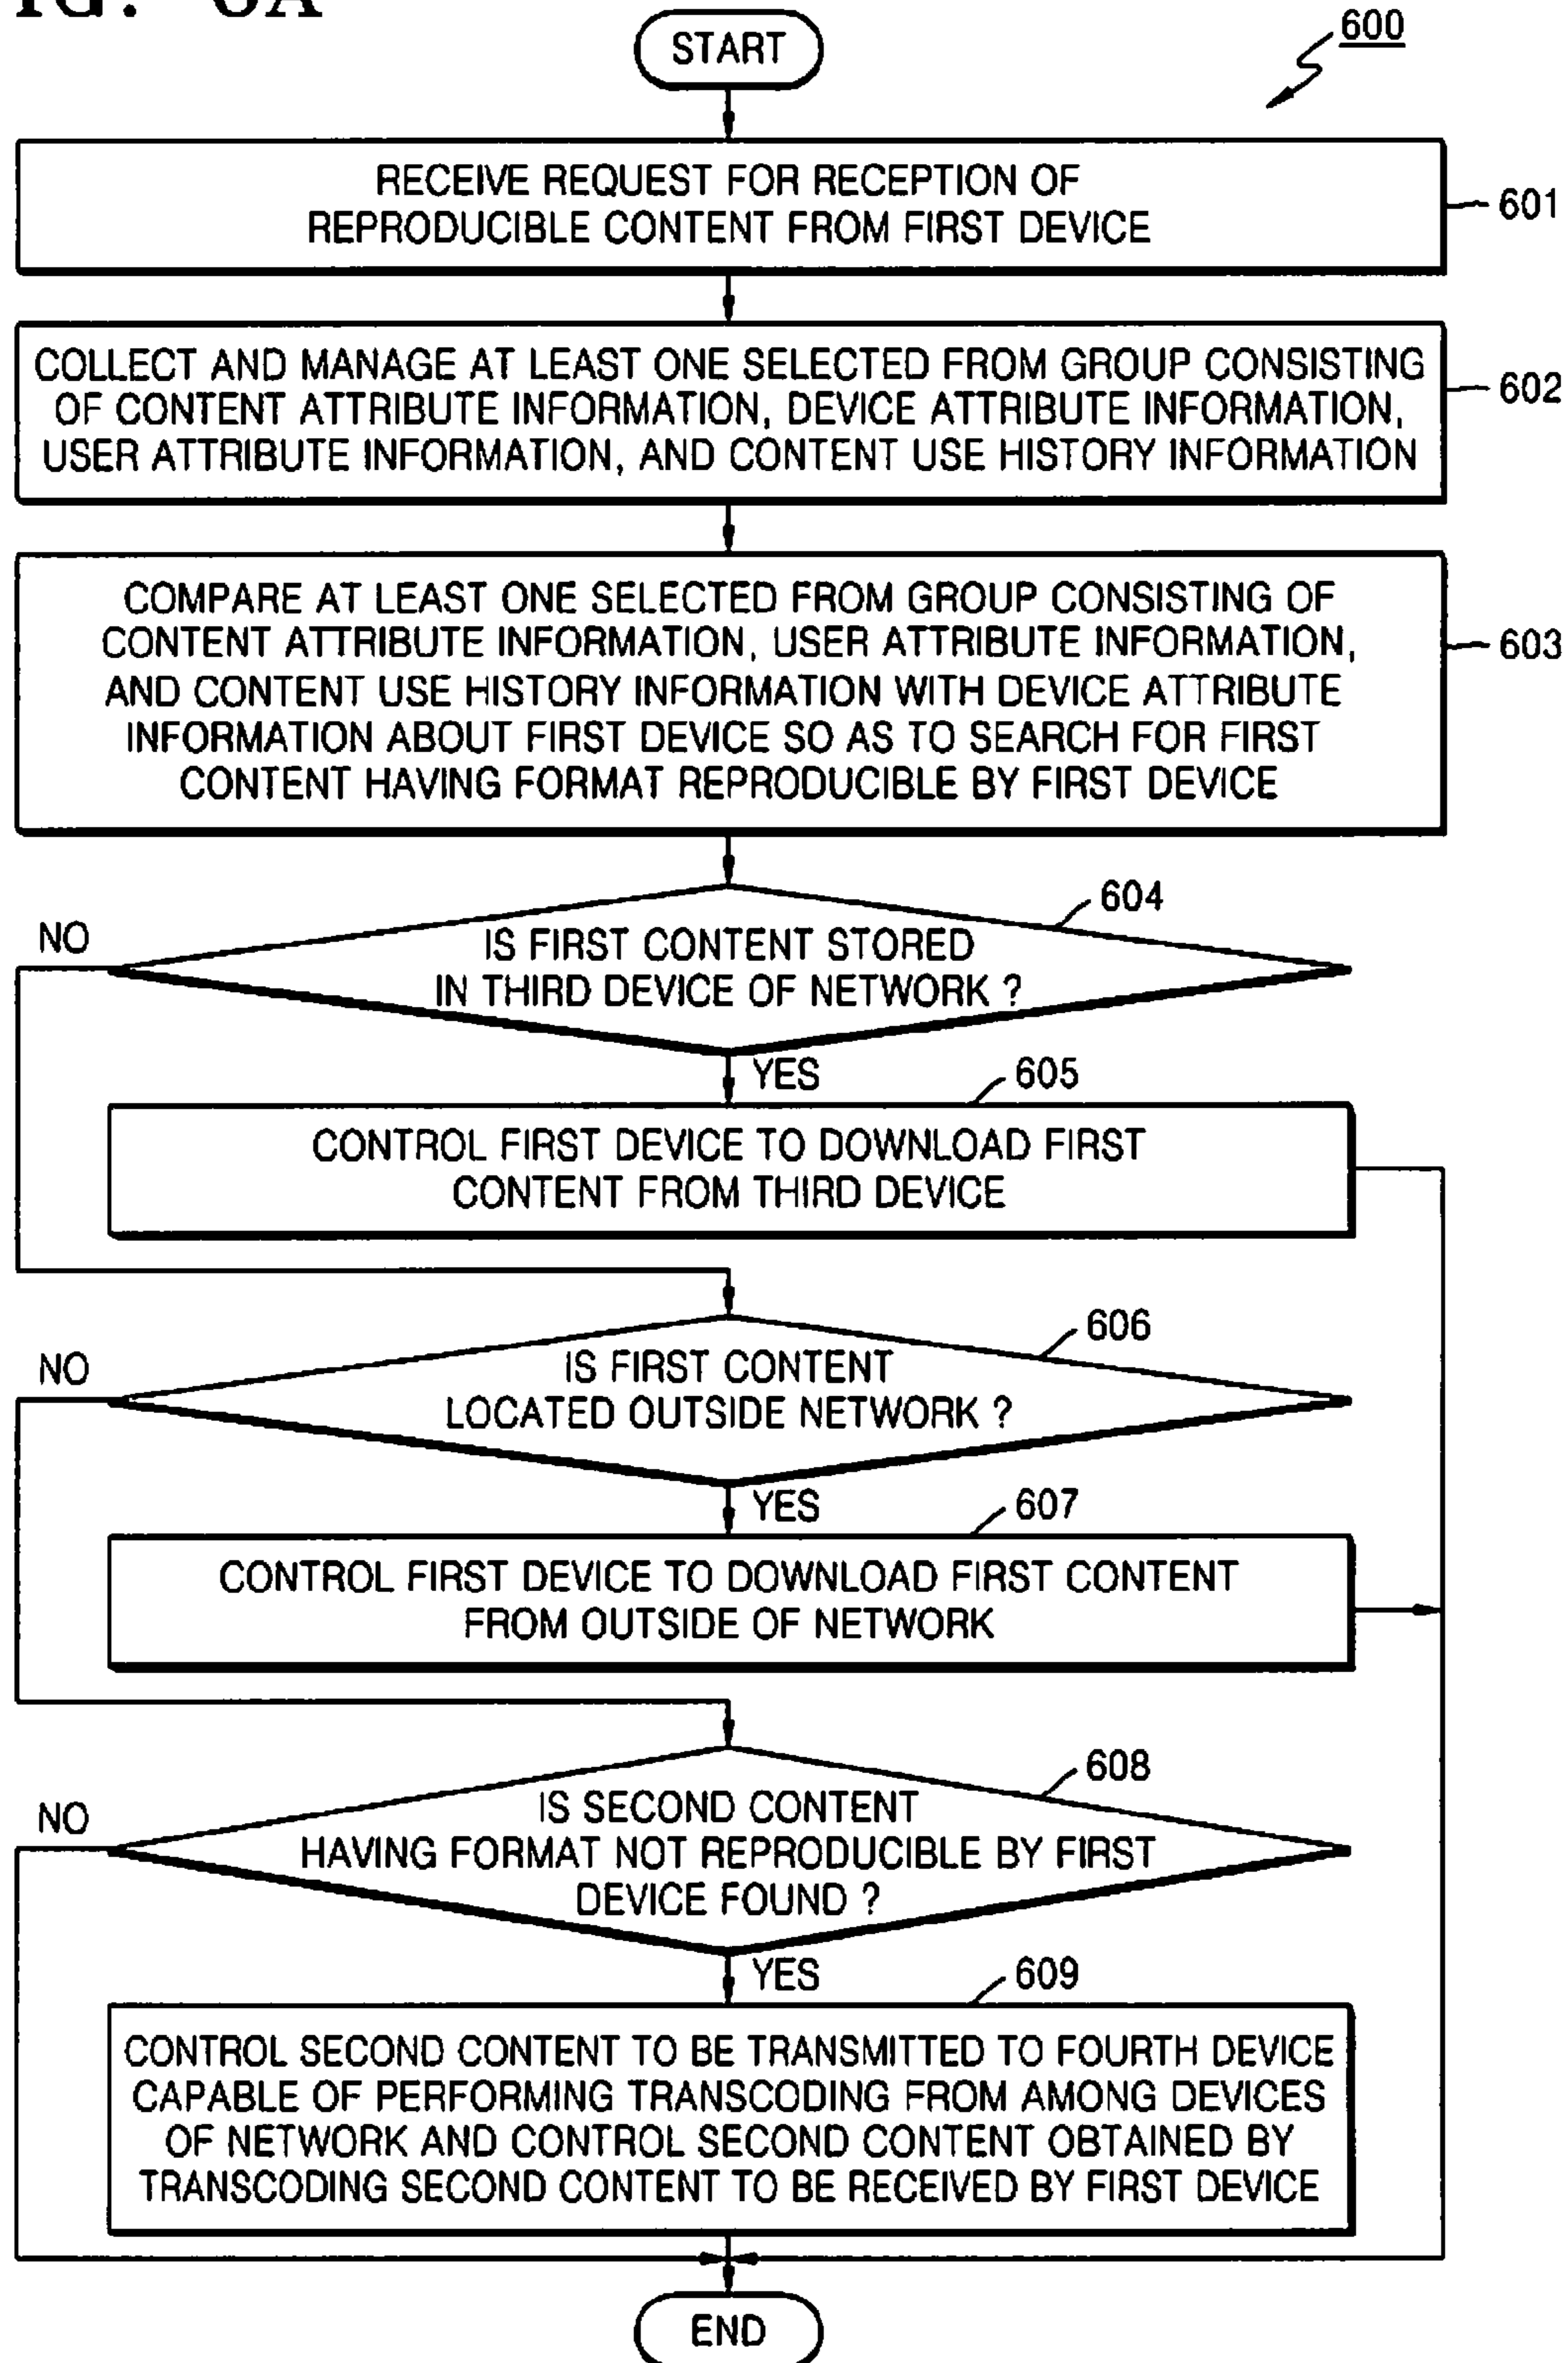 START
600
RECEIVE REQUEST FOR RECEPTION OF
REPRODUCIBLE CONTENT FROM FIRST DEVICE
601
COLLECT AND MANAGE AT LEAST ONE SELECTED FROM GROUP CONSISTING
OF CONTENT ATTRIBUTE INFORMATION, DEVICE ATTRIBUTE INFORMATION,
USER ATTRIBUTE INFORMATION, AND CONTENT USE HISTORY INFORMATION
602
COMPARE AT LEAST ONE SELECTED FROM GROUP CONSISTING OF
CONTENT ATTRIBUTE INFORMATION, USER ATTRIBUTE INFORMATION,
AND CONTENT USE HISTORY INFORMATION WITH DEVICE ATTRIBUTE
INFORMATION ABOUT FIRST DEVICE SO AS TO SEARCH FOR FIRST
CONTENT HAVING FORMAT REPRODUCIBLE BY FIRST DEVICE
603
604
NO
IS FIRST CONTENT STORED
IN THIRD DEVICE OF NETWORK ?
YES
605
CONTROL FIRST DEVICE TO DOWNLOAD FIRST
CONTENT FROM THIRD DEVICE
606
NO
IS FIRST CONTENT
LOCATED OUTSIDE NETWORK ?
YES
607
CONTROL FIRST DEVICE TO DOWNLOAD FIRST CONTENT
FROM OUTSIDE OF NETWORK
608
NO
IS SECOND CONTENT
HAVING FORMAT NOT REPRODUCIBLE BY FIRST
DEVICE FOUND ?
YES
609
CONTROL SECOND CONTENT TO BE TRANSMITTED TO FOURTH DEVICE
CAPABLE OF PERFORMING TRANSCODING FROM AMONG DEVICES
OF NETWORK AND CONTROL SECOND CONTENT OBTAINED BY
TRANSCODING SECOND CONTENT TO BE RECEIVED BY FIRST DEVICE
END